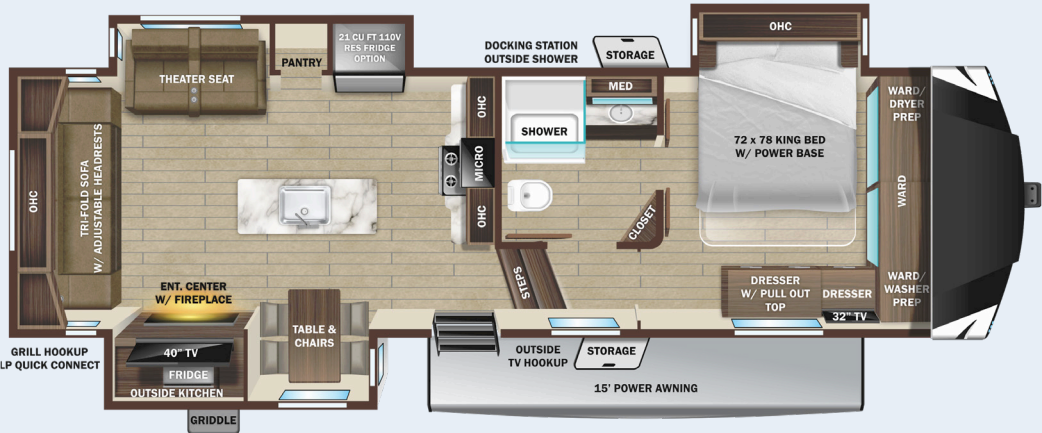 OHC
21 CU FT 110V
RES FRIDGE
OPTION
DOCKING STATION
OUTSIDE SHOWER
STORAGE
PANTRY
THEATER SEAT
MED
OHC
WARD/
DRYER
PREP
SHOWER
MICRO
72 x 78 KING BED
W/ POWER BASE
OHC
TRI-FOLD SOFA
W/ ADJUSTABLE HEADRESTS
WARD
OHC
CLOSET
STEPS
ENT. CENTER
W/ FIREPLACE
DRESSER
W/ PULL OUT
TOP
DRESSER
WARD/
WASHER
PREP
32" TV
TABLE &
CHAIRS
GRILL HOOKUP
LP QUICK CONNECT
40" TV
FRIDGE
OUTSIDE KITCHEN
OUTSIDE
TV HOOKUP
STORAGE
15' POWER AWNING
GRIDDLE